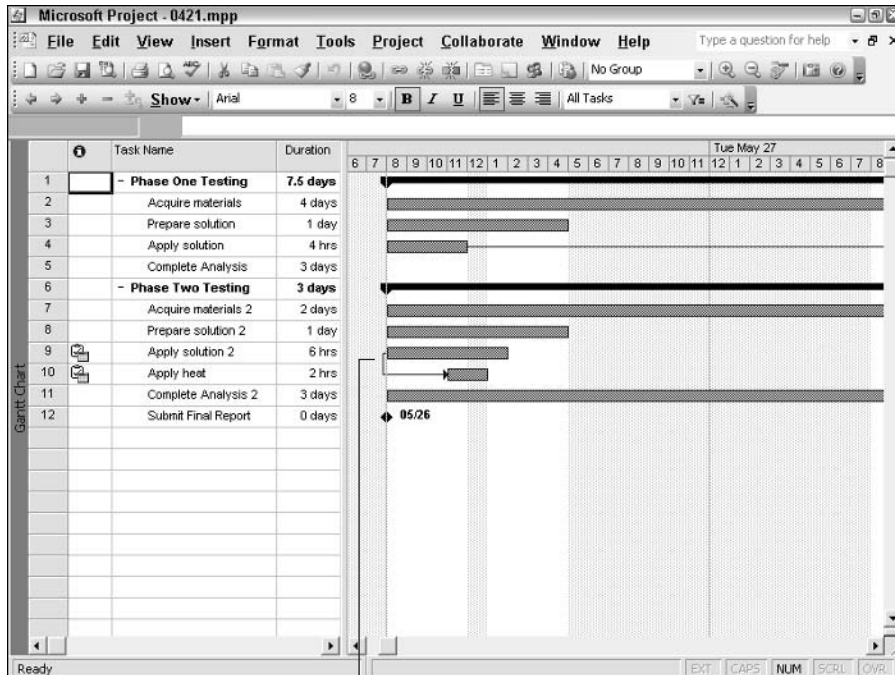 Microsoft Project - 0421.mpp
File Edit View Insert Format Tools Project Collaborate Window Help Type a question for help
No Group
Show Arial 8 B I U All Tasks
Task Name Duration Tue May 27
6 7 8 9 10 11 12 1 2 3 4 5 6 7 8 9 10 11 12 1 2 3 4 5 6 7 8
1 - Phase One Testing 7.5 days
2 Acquire materials 4 days
3 Prepare solution 1 day
4 Apply solution 4 hrs
5 Complete Analysis 3 days
6 - Phase Two Testing 3 days
7 Acquire materials 2 2 days
8 Prepare solution 2 1 day
9 Apply solution 2 6 hrs
10 Apply heat 2 hrs
11 Complete Analysis 2 3 days
12 Submit Final Report 0 days 05/26
Gantt Chart
Ready EXT CAPS NUM SCRL OVR